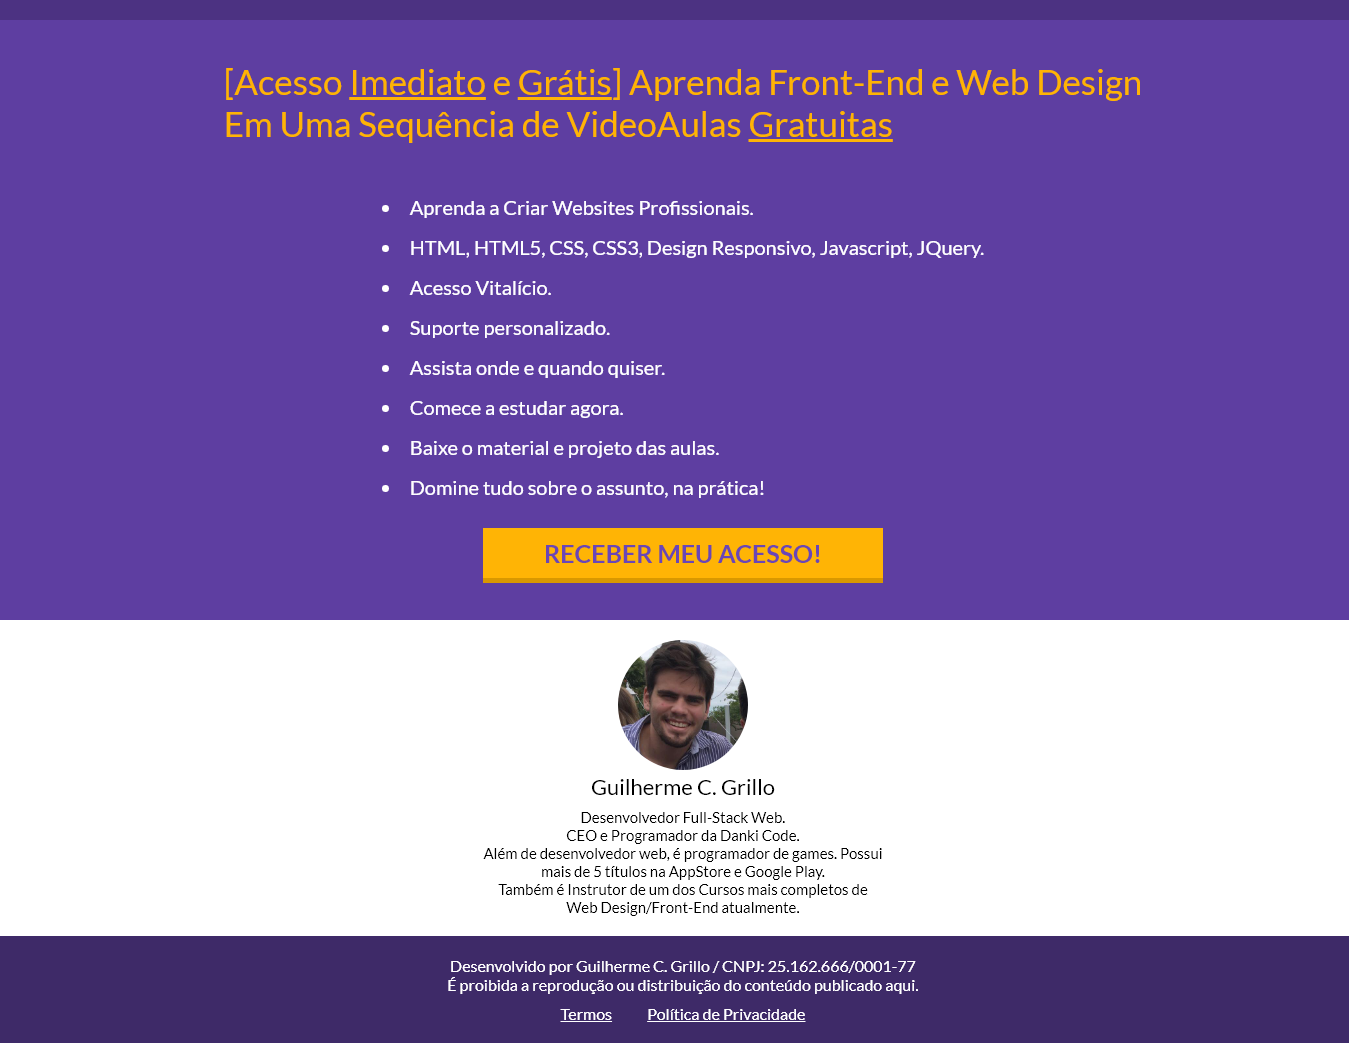 [Acesso Imediato e Grátis] Aprenda Front-End e Web Design
Em Uma Sequência de VideoAulas Gratuitas
Aprenda a Criar Websites Profissionais.
HTML, HTML5, CSS, CSS3, Design Responsivo, Javascript, JQuery.
Acesso Vitalício.
Suporte personalizado.
Assista onde e quando quiser.
Comece a estudar agora.
Baixe o material e projeto das aulas.
Domine tudo sobre o assunto, na prática!
RECEBER MEU ACESSO!
Guilherme C. Grillo
Desenvolvedor Full-Stack Web.
CEO e Programador da Danki Code.
Além de desenvolvedor web, é programador de games. Possui
mais de 5 títulos na AppStore e Google Play.
Também é Instrutor de um dos Cursos mais completos de
Web Design/Front-End atualmente.
Desenvolvido por Guilherme C. Grillo / CNPJ: 25.162.666/0001-77
É proibida a reprodução ou distribuição do conteúdo publicado aqui.
Termos Política de Privacidade